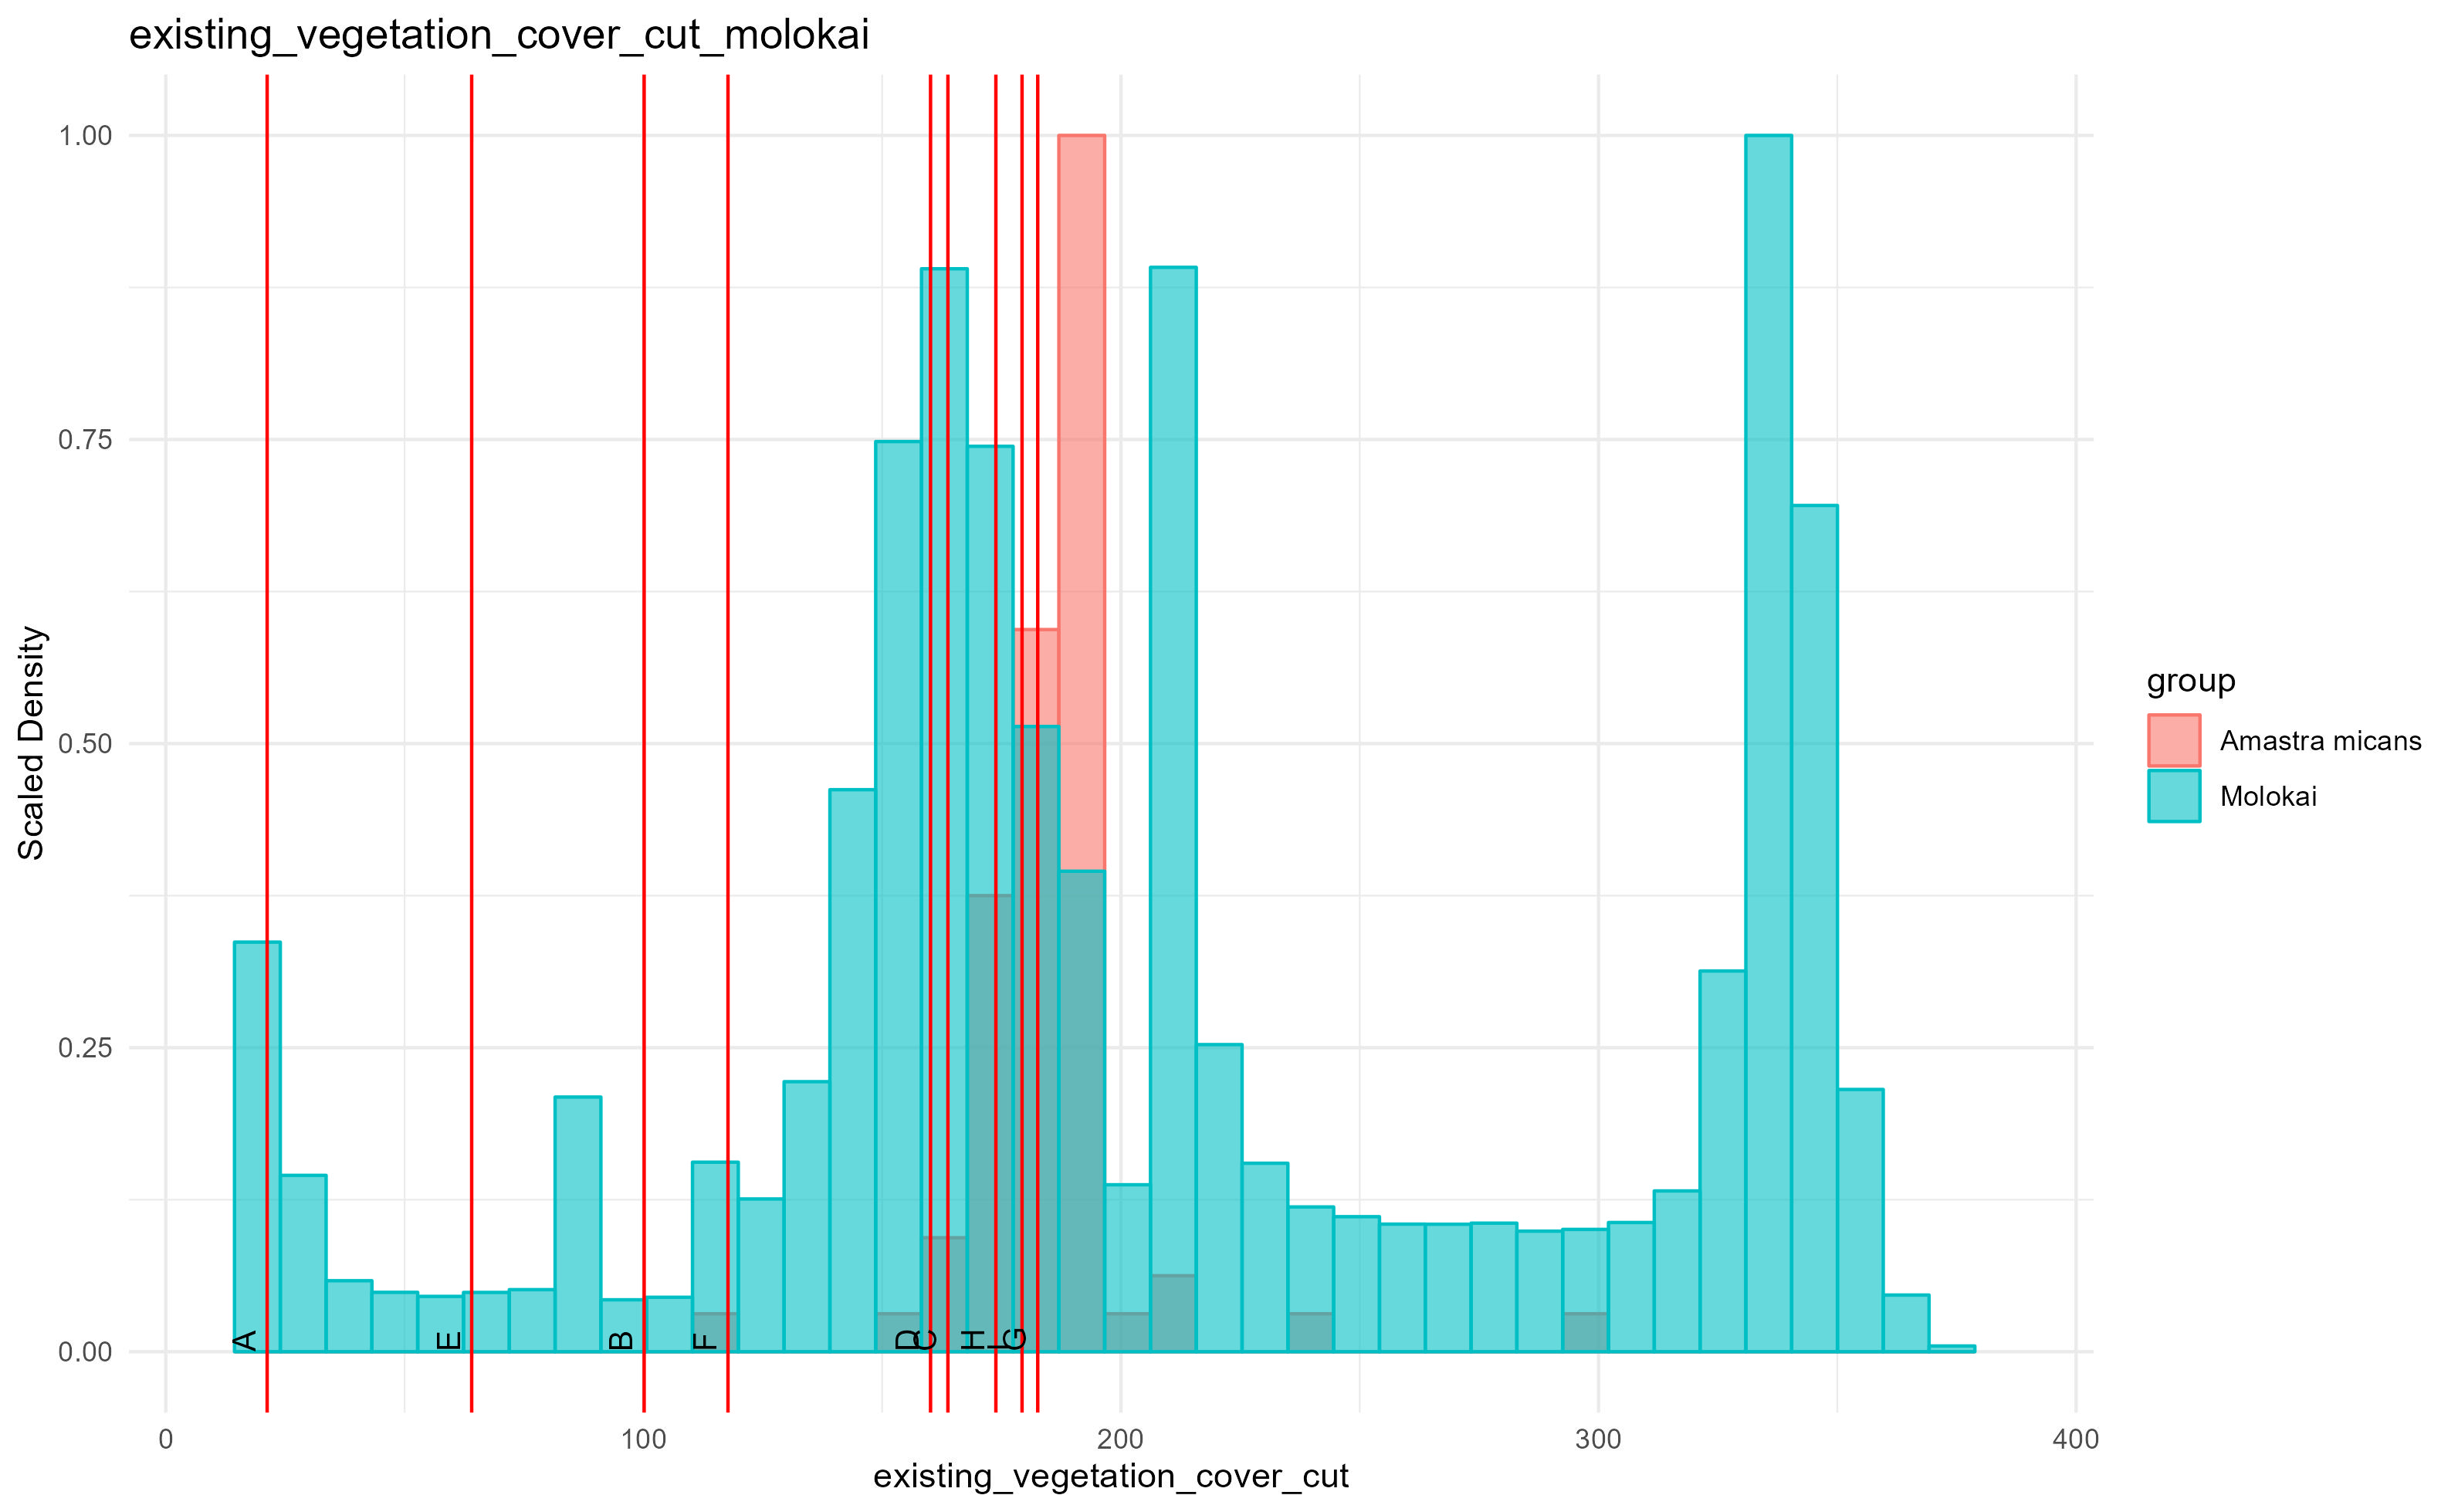 existing_vegetation_cover_cut_molokai
1.00
0.75
0.50
0.25
0.00
Scaled Density
A
E
B
F
D
C
H
I
G
0
100
200
300
400
existing_vegetation_cover_cut
group
Amastra micans
Molokai